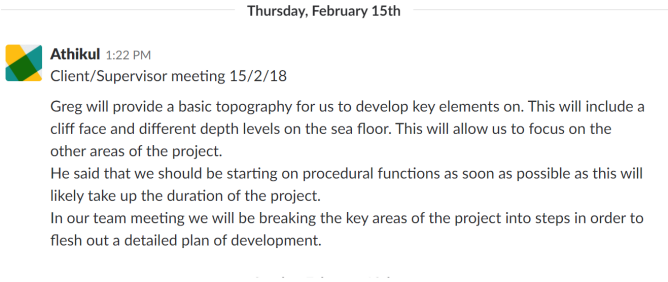 Thursday, February 15th
Athikul 1:22 PM
Client/Supervisor meeting 15/2/18
Greg will provide a basic topography for us to develop key elements on. This will include a
cliff face and different depth levels on the sea floor. This will allow us to focus on the
other areas of the project.
He said that we should be starting on procedural functions as soon as possible as this will
likely take up the duration of the project.
In our team meeting we will be breaking the key areas of the project into steps in order to
flesh out a detailed plan of development.